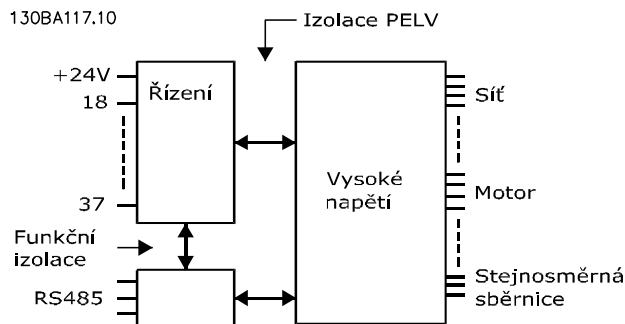 130BA117.10
Izolace PELV
+24V
18
37
Řízení
Vysoké
napětí
Síť
Motor
Stejnosměrná
sběrnice
Funkční
izolace
RS485